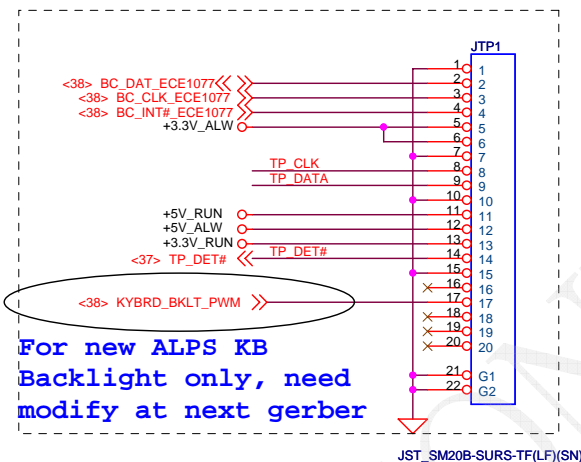 JTP1
1 1
<38> BC_DAT_ECE1077 2 2
<38> BC_CLK_ECE1077 3 3
<38> BC_INT#_ECE1077 4 4
+3.3V_ALW 5 5
6 6
7 7
TP_CLK 8 8
TP_DATA 9 9
10 10
+5V_RUN 11 11
+5V_ALW 12 12
+3.3V_RUN 13 13
<37> TP_DET# TP_DET# 14 14
15 15
16 16
<38> KYBRD_BKLT_PWM 17 17
18 18
19 19
20 20
For new ALPS KB
Backlight only, need
modify at next gerber
21 G1
22 G2
JST_SM20B-SURS-TF(LF)(SN)